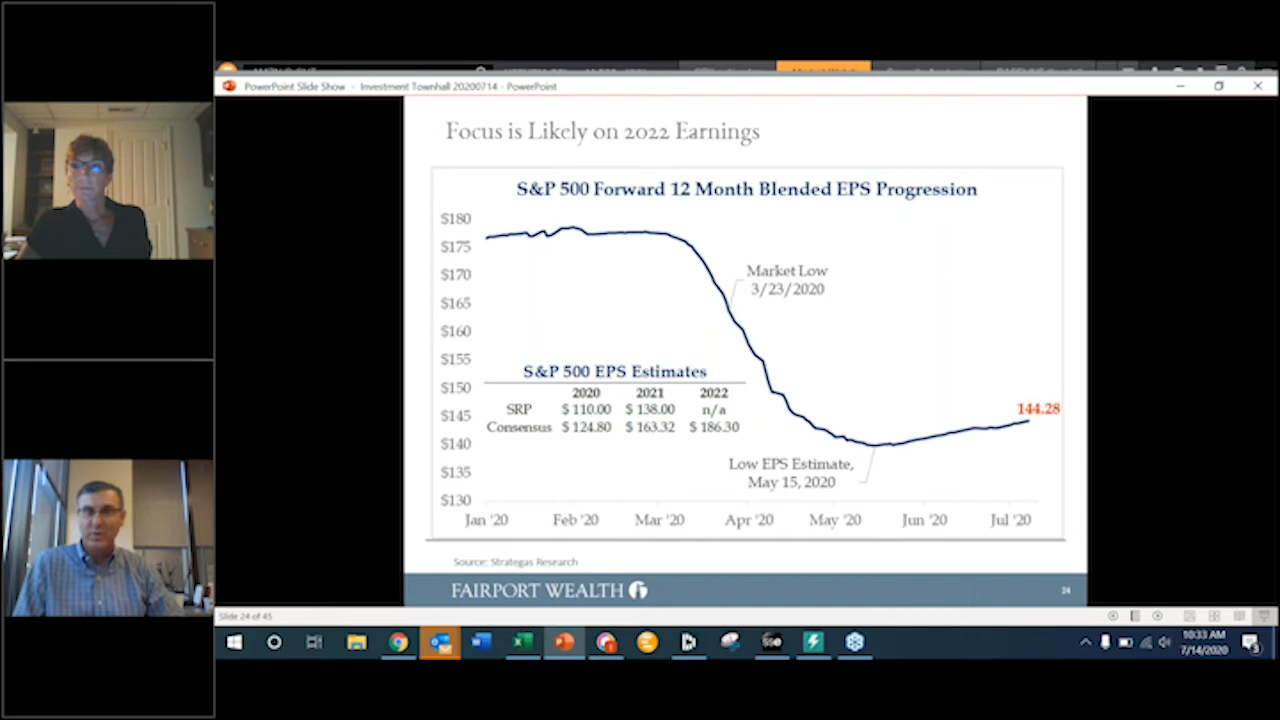 PowerPoint Slide Show - Investment Townhall 20200714 - PowerPoint
Focus is Likely on 2022 Earnings
S&P 500 Forward 12 Month Blended EPS Progression
$180
$175
$170
$165
$160
$155
$150
$145
$140
$135
$130
Market Low
3/23/2020
S&P 500 EPS Estimates
2020 2021 2022
SRP $ 110.00 $ 138.00 n/a
Consensus $ 124.80 $ 163.32 $ 186.30
144.28
Low EPS Estimate,
May 15, 2020
Jan '20 Feb '20 Mar '20 Apr '20 May '20 Jun '20 Jul '20
Source: Strategas Research
FAIRPORT WEALTH
24
Slide 24 of 45
10:33 AM
7/14/2020